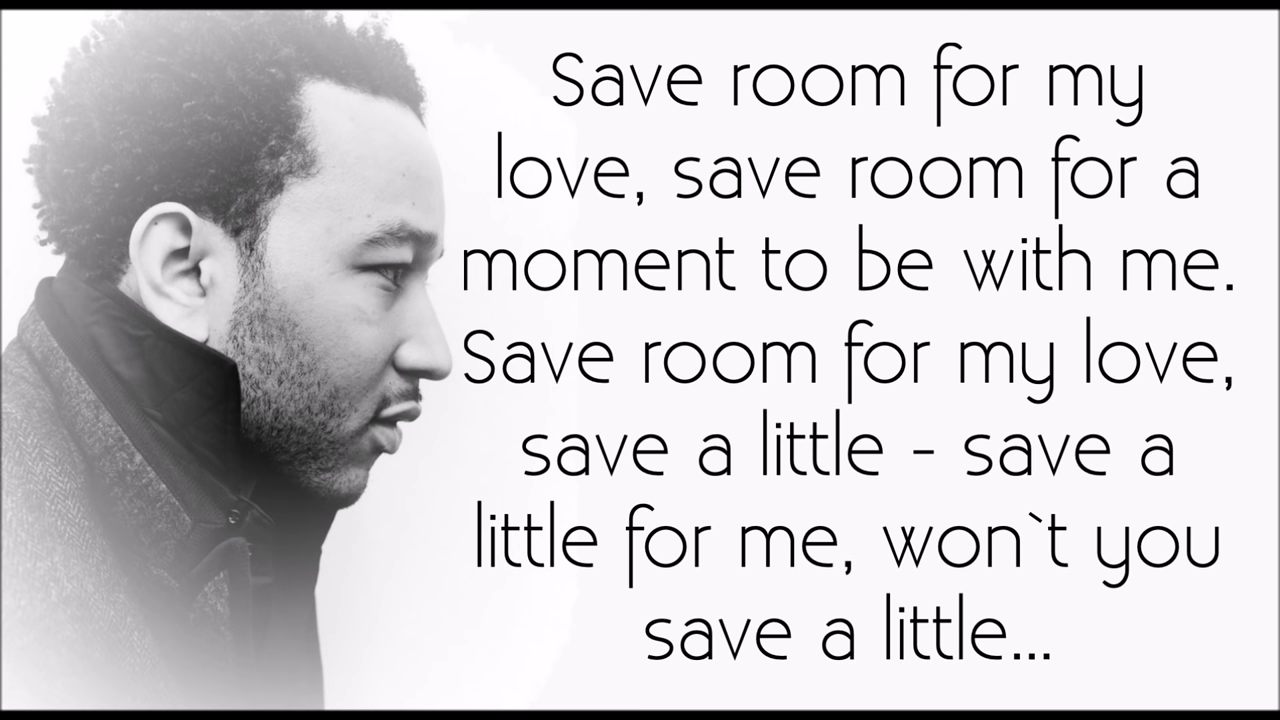 Save room for my
love, save room for a
moment to be with me.
Save room for my love,
save a little - save a
little for me, won`t you
save a little...